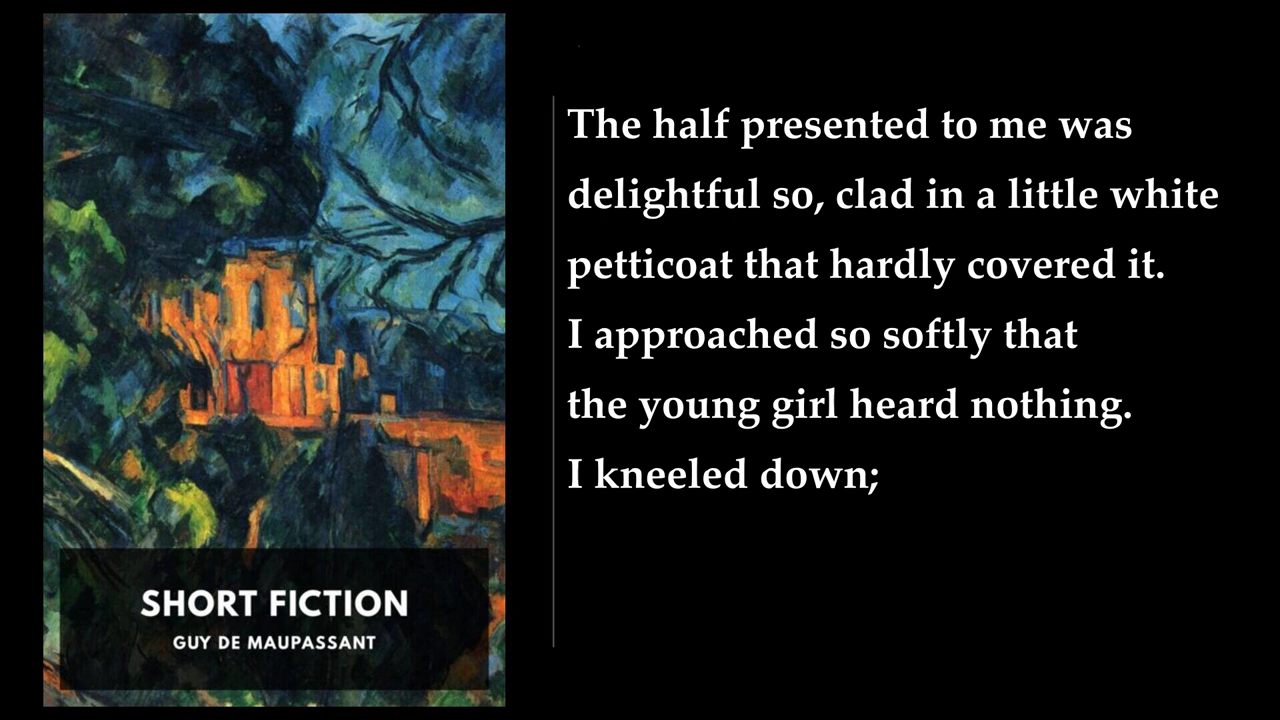 The half presented to me was
delightful so, clad in a little white
petticoat that hardly covered it.
I approached so softly that
the young girl heard nothing.
I kneeled down;
SHORT FICTION
GUY DE MAUPASSANT